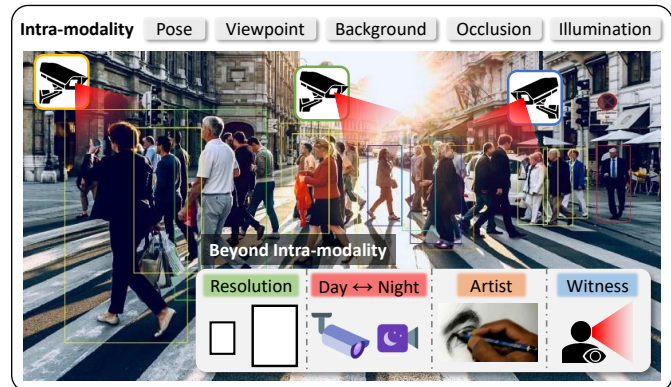 Intra-modality Pose Viewpoint Background Occlusion Illumination
Beyond Intra-modality
Resolution Day ↔ Night Artist Witness